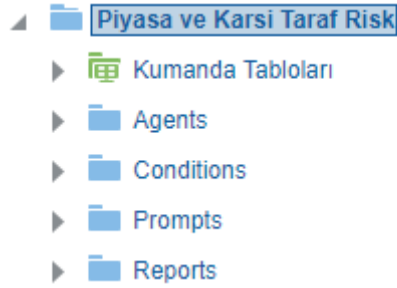 Piyasa ve Karsi Taraf Risk
Kumanda Tabloları
Agents
Conditions
Prompts
Reports